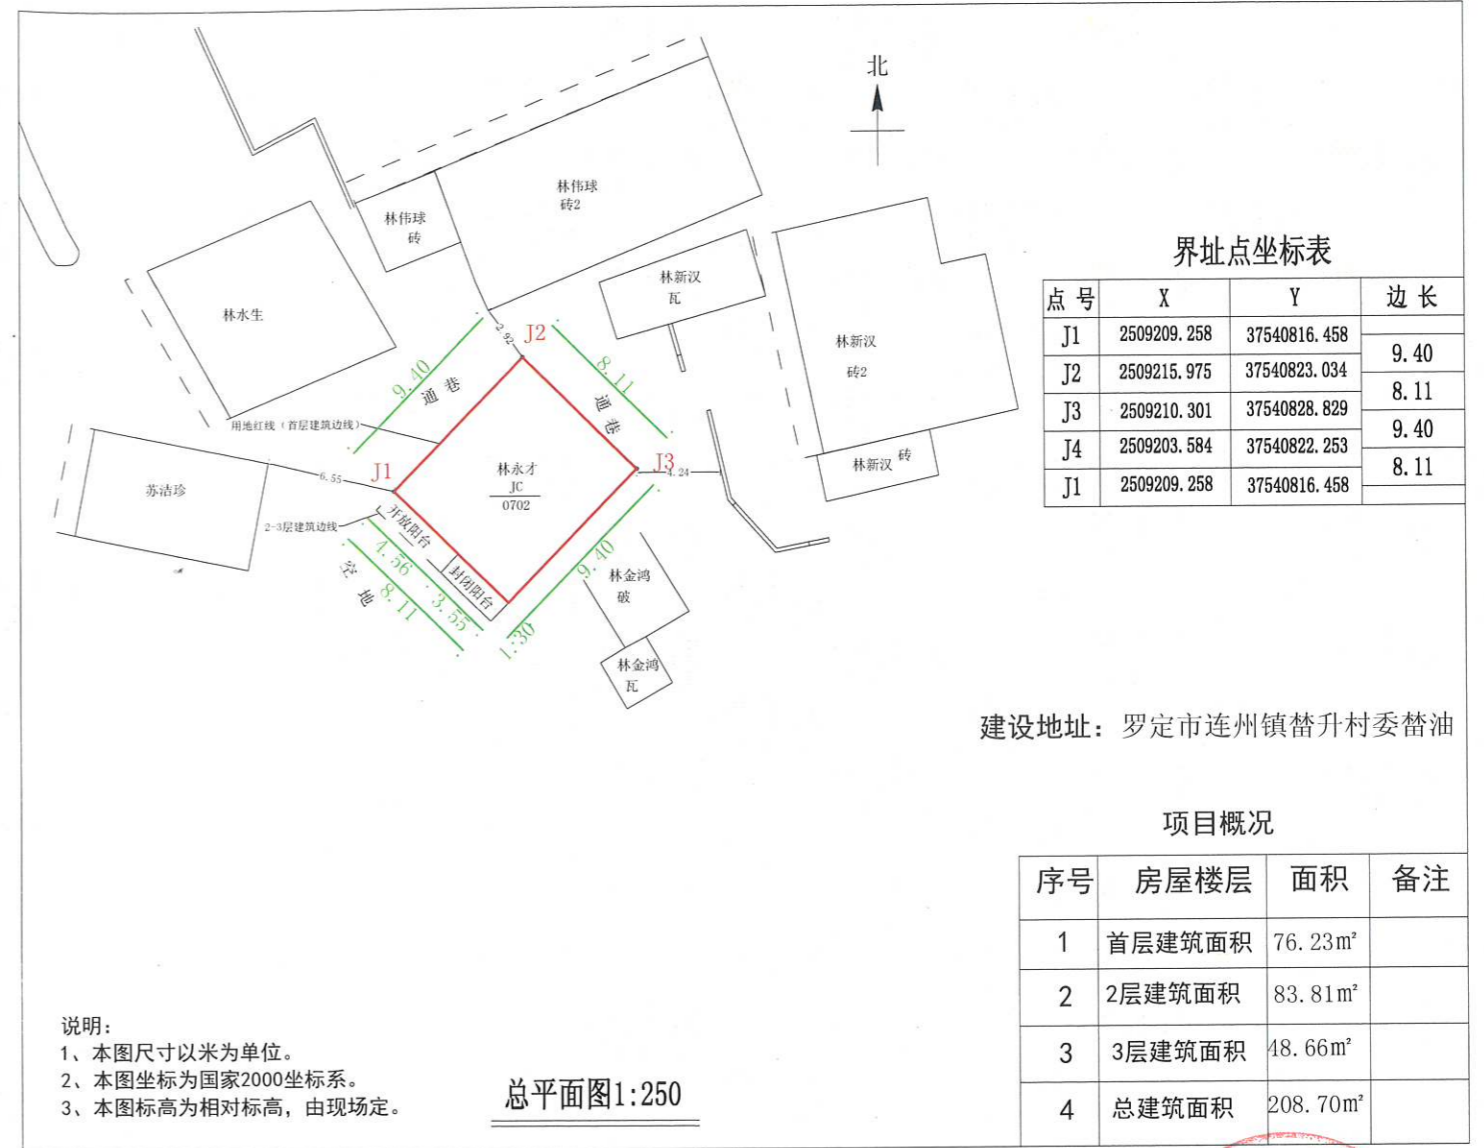 北
林伟球
砖2
林伟球
砖
林新汉
瓦
林水生
林新汉
砖2
林新汉 砖
2.92
J2
9.40
通巷
8.11
通巷
用地红线（首层建筑边线）
J1
J3
4.24
6.55
苏洁珍
林永才
JC
0702
2-3层建筑边线
开放阳台
封闭阳台
4.56
3.55
8.11
空地
9.40
1.30
林金鸿
破
林金鸿
瓦
界址点坐标表
点号 X Y 边长
J1 2509209.258 37540816.458
9.40
J2 2509215.975 37540823.034
8.11
J3 2509210.301 37540828.829
9.40
J4 2509203.584 37540822.253
8.11
J1 2509209.258 37540816.458
建设地址：罗定市连州镇榃升村委榃油
项目概况
序号 房屋楼层 面积 备注
1 首层建筑面积 76.23㎡
2 2层建筑面积 83.81㎡
3 3层建筑面积 48.66㎡
4 总建筑面积 208.70㎡
说明：
1、本图尺寸以米为单位。
2、本图坐标为国家2000坐标系。
3、本图标高为相对标高，由现场定。
总平面图1:250